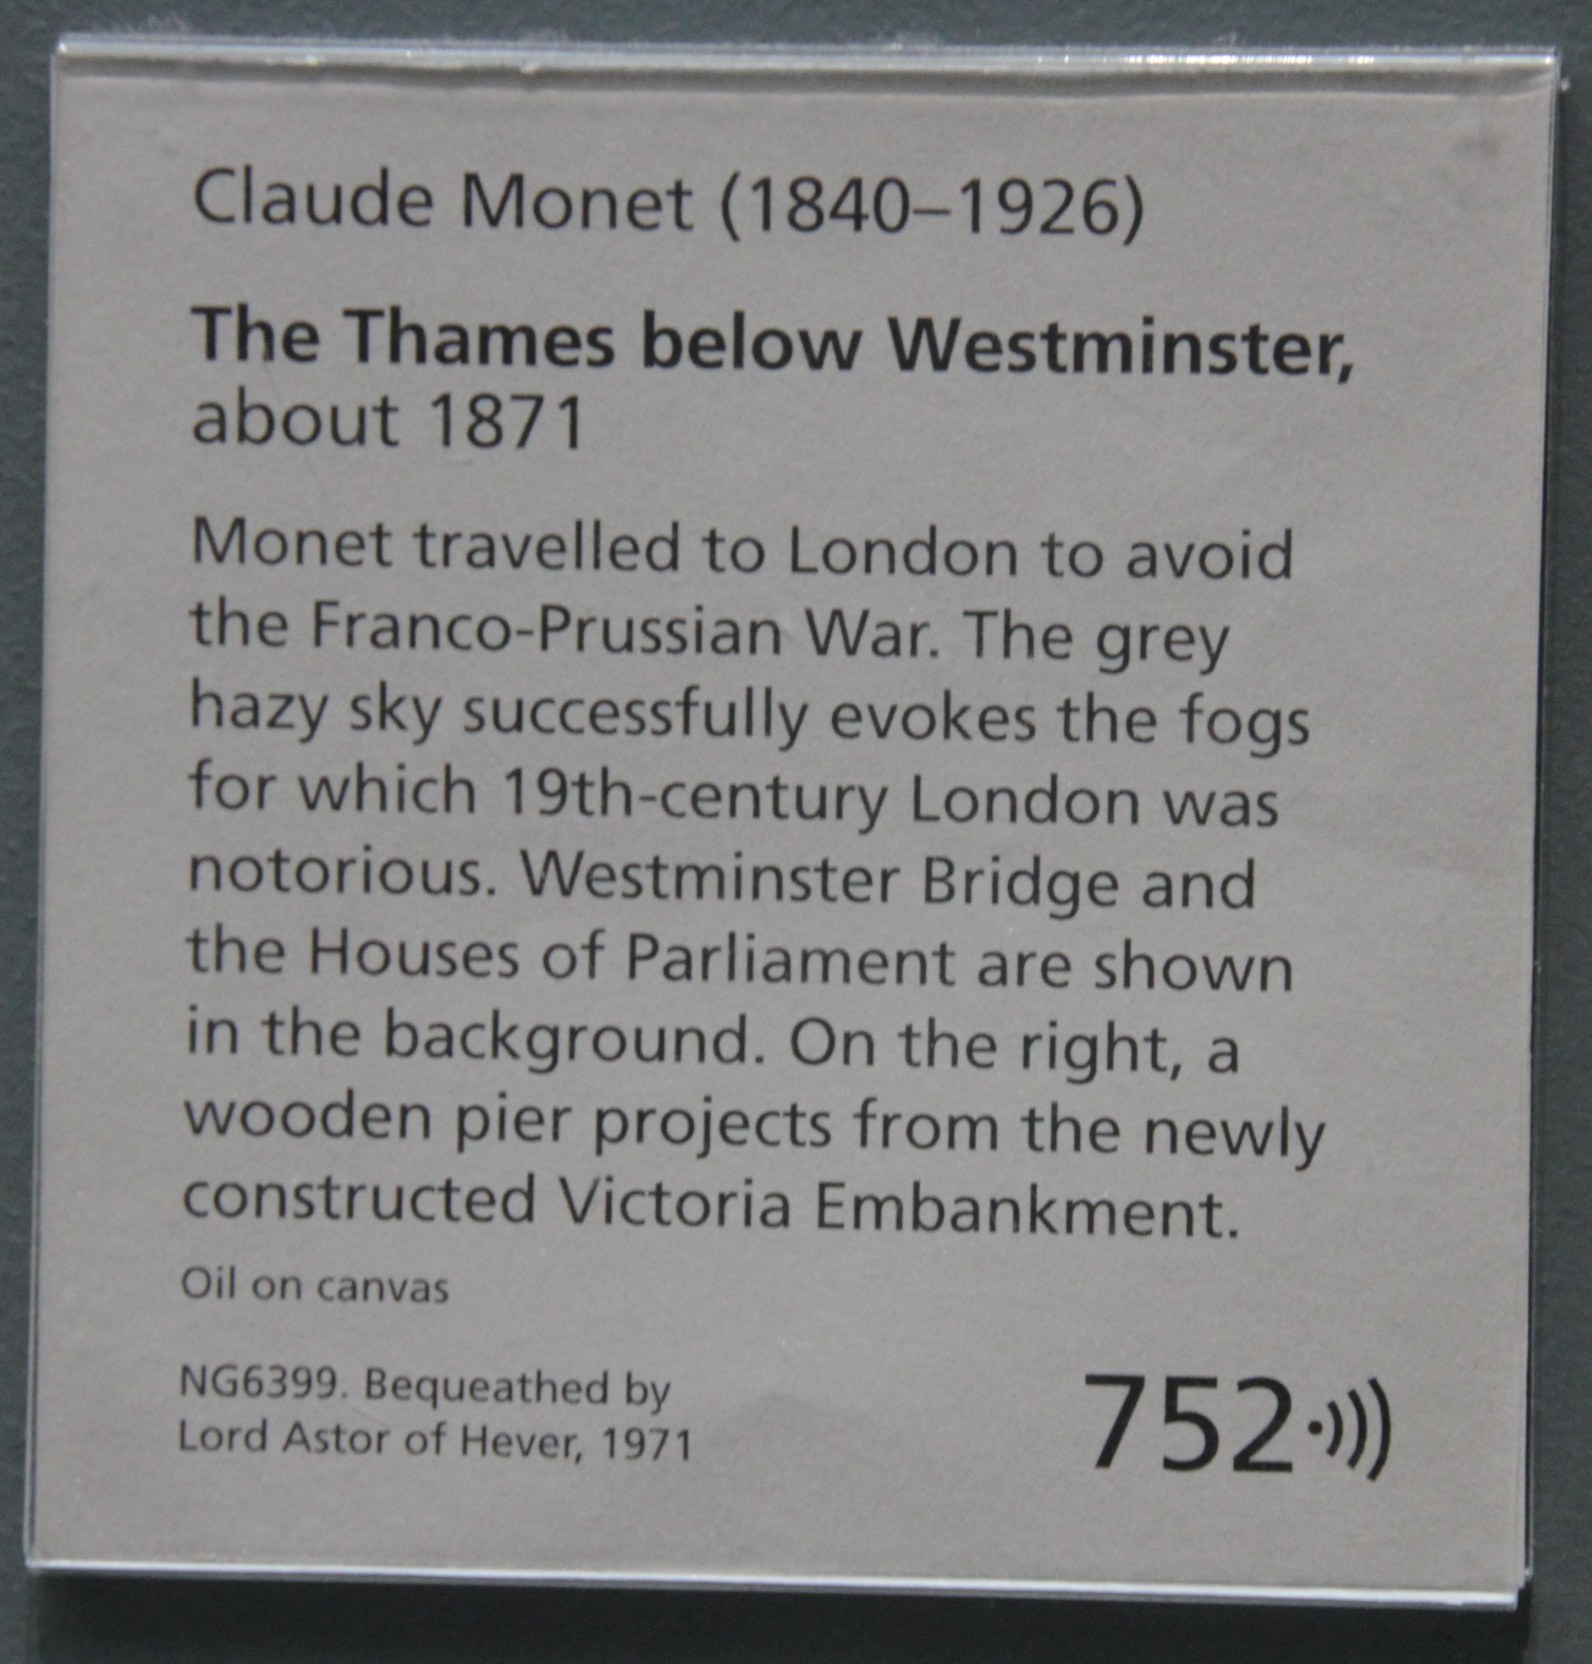 Claude Monet (1840–1926)
The Thames below Westminster,
about 1871
Monet travelled to London to avoid
the Franco-Prussian War. The grey
hazy sky successfully evokes the fogs
for which 19th-century London was
notorious. Westminster Bridge and
the Houses of Parliament are shown
in the background. On the right, a
wooden pier projects from the newly
constructed Victoria Embankment.
Oil on canvas
NG6399. Bequeathed by
Lord Astor of Hever, 1971
752